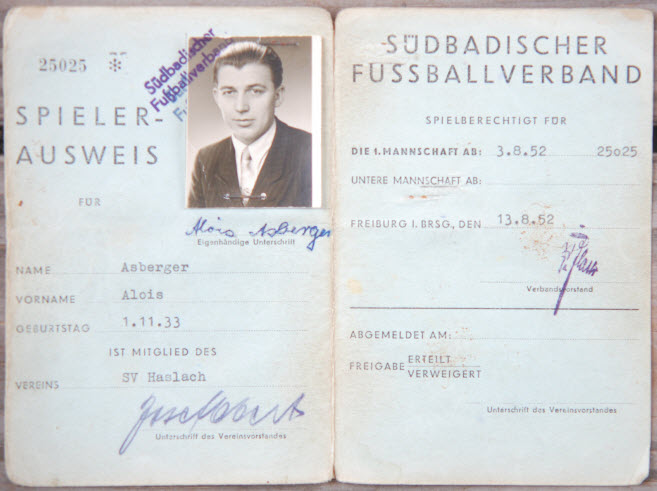 25025 *
Südbadischer
Fußballverband
SPIELER-
AUSWEIS
FÜR
Alois Asberger
Eigenhändige Unterschrift
NAME Asberger
VORNAME Alois
GEBURTSTAG 1.11.33
IST MITGLIED DES
VEREINS SV Haslach
Unterschrift des Vereinsvorstandes
SÜDBADISCHER
FUSSBALLVERBAND
SPIELBERECHTIGT FÜR
DIE 1. MANNSCHAFT AB: 3.8.52 25025
UNTERE MANNSCHAFT AB:
FREIBURG I. BRSG, DEN 13.8.52
Verbandsvorstand
ABGEMELDET AM:
FREIGABE ERTEILT
VERWEIGERT
Unterschrift des Vereinsvorstandes